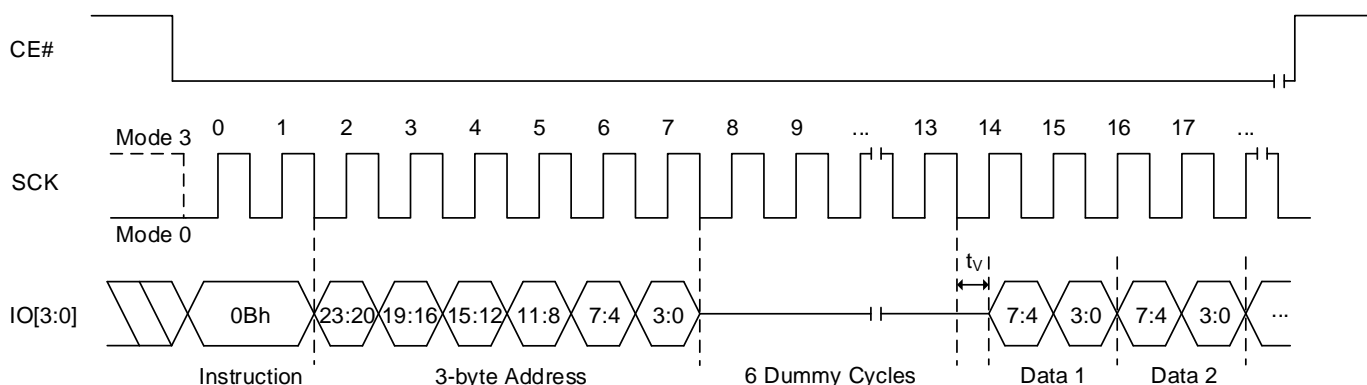 CE#
0 1 2 3 4 5 6 7 8 9 ... 13 14 15 16 17 ...
Mode 3
SCK
Mode 0
tV
IO[3:0] 0Bh 23:20 19:16 15:12 11:8 7:4 3:0 7:4 3:0 7:4 3:0 ...
Instruction 3-byte Address 6 Dummy Cycles Data 1 Data 2